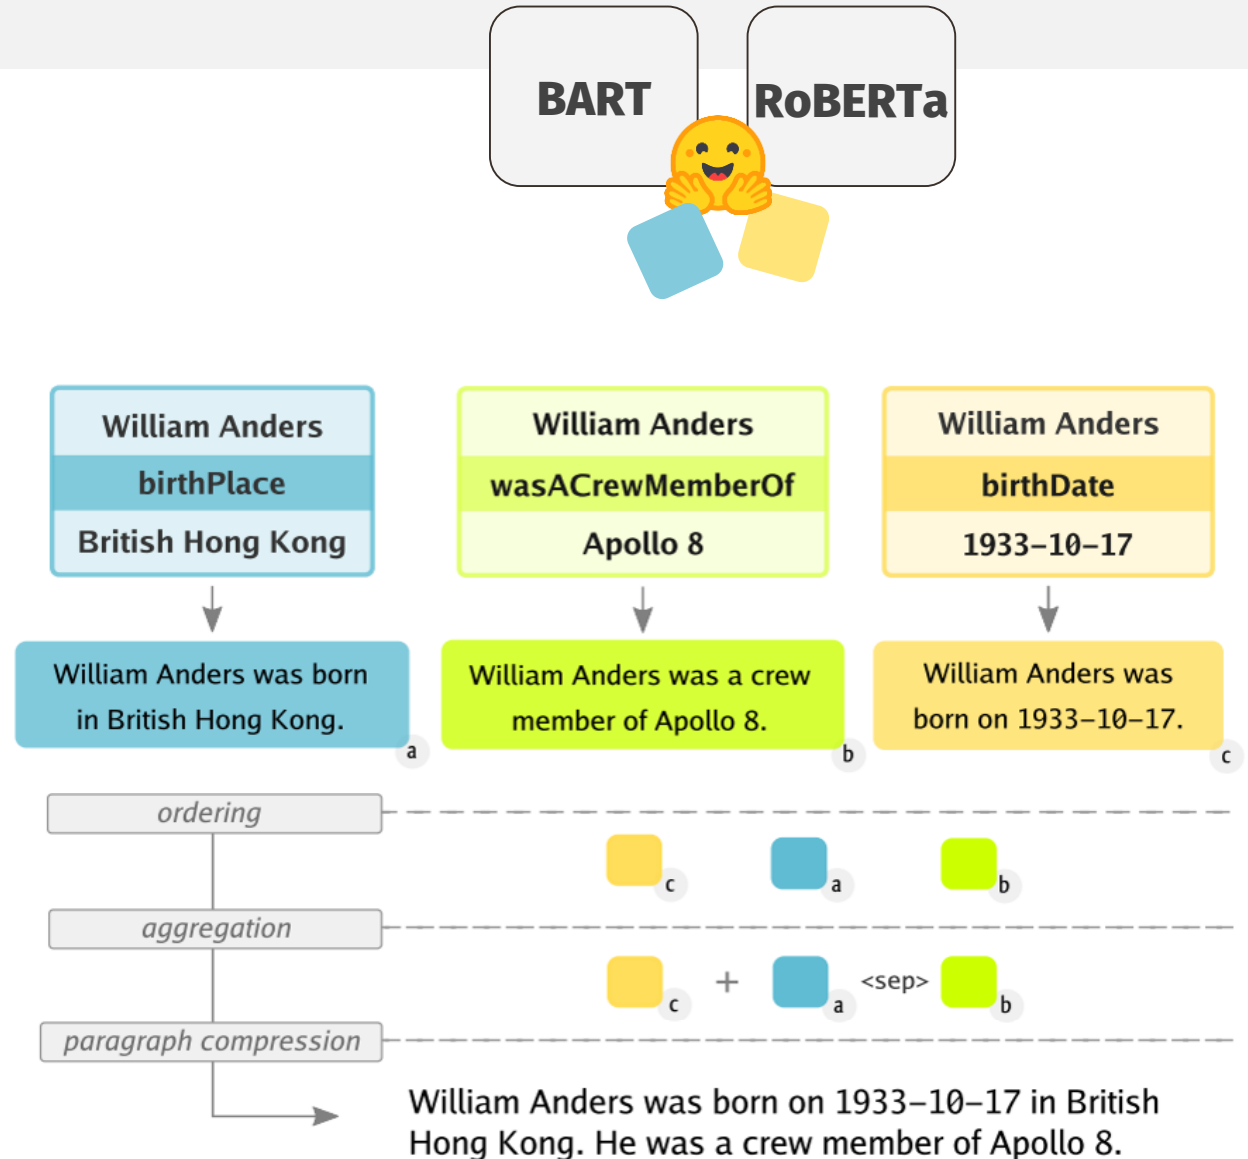 BART
RoBERTa
William Anders
birthPlace
British Hong Kong
William Anders
wasACrewMemberOf
Apollo 8
William Anders
birthDate
1933-10-17
William Anders was born
in British Hong Kong.
a
William Anders was a crew
member of Apollo 8.
b
William Anders was
born on 1933-10-17.
c
ordering
c a b
aggregation
c + a <sep> b
paragraph compression
William Anders was born on 1933-10-17 in British
Hong Kong. He was a crew member of Apollo 8.